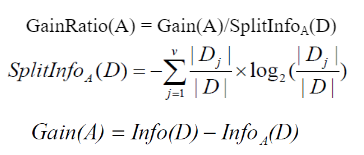 GainRatio(A) = Gain(A)/SplitInfo_A(D)
SplitInfo_A(D) = -∑_{j=1}^{v} |D_j|/|D| × log_2(|D_j|/|D|)
Gain(A) = Info(D) − Info_A(D)